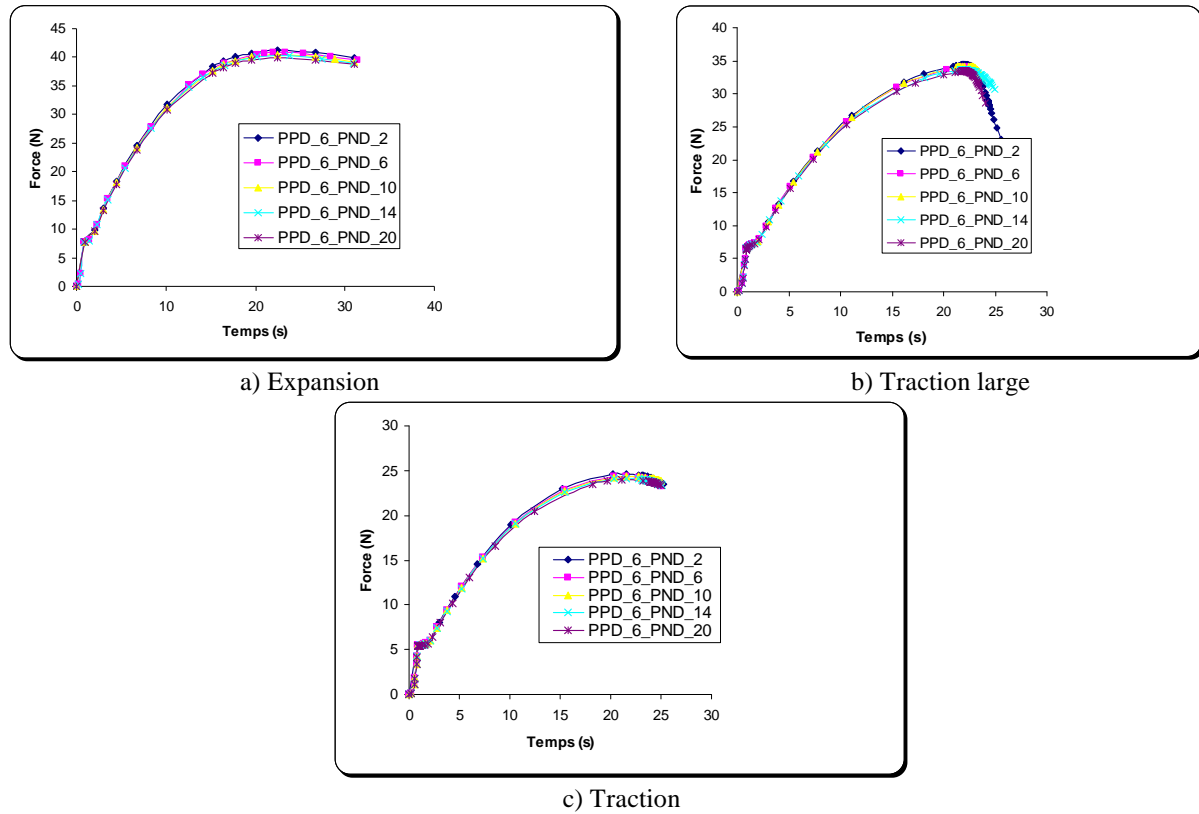 45
40
35
30
25
20
15
10
5
0
Force (N)
PPD_6_PND_2
PPD_6_PND_6
PPD_6_PND_10
PPD_6_PND_14
PPD_6_PND_20
0 10 20 30 40
Temps (s)
a) Expansion
40
35
30
25
20
15
10
5
0
Force (N)
PPD_6_PND_2
PPD_6_PND_6
PPD_6_PND_10
PPD_6_PND_14
PPD_6_PND_20
0 5 10 15 20 25 30
Temps (s)
b) Traction large
30
25
20
15
10
5
0
Force (N)
PPD_6_PND_2
PPD_6_PND_6
PPD_6_PND_10
PPD_6_PND_14
PPD_6_PND_20
0 5 10 15 20 25 30
Temps (s)
c) Traction